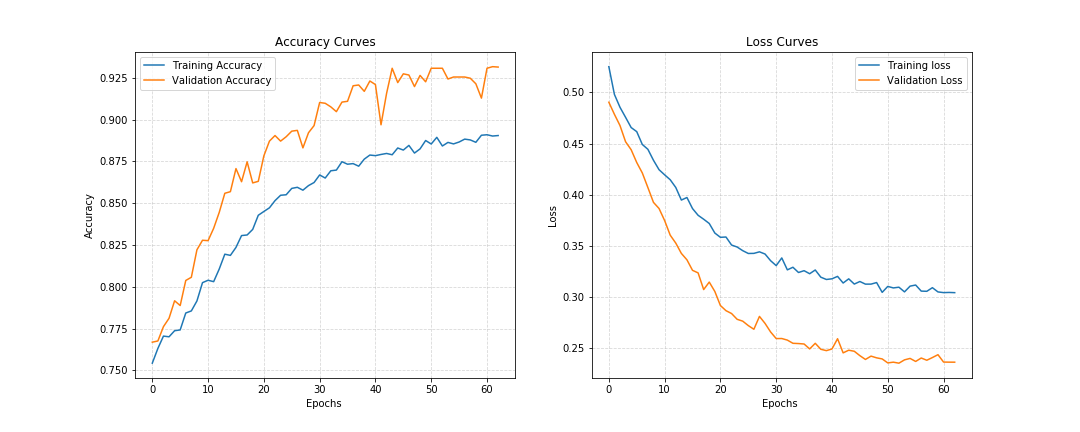 Accuracy Curves
Training Accuracy
Validation Accuracy
0.925
0.900
0.875
0.850
0.825
0.800
0.775
0.750
Accuracy
0 10 20 30 40 50 60
Epochs
Loss Curves
Training loss
Validation Loss
0.50
0.45
0.40
0.35
0.30
0.25
Loss
0 10 20 30 40 50 60
Epochs